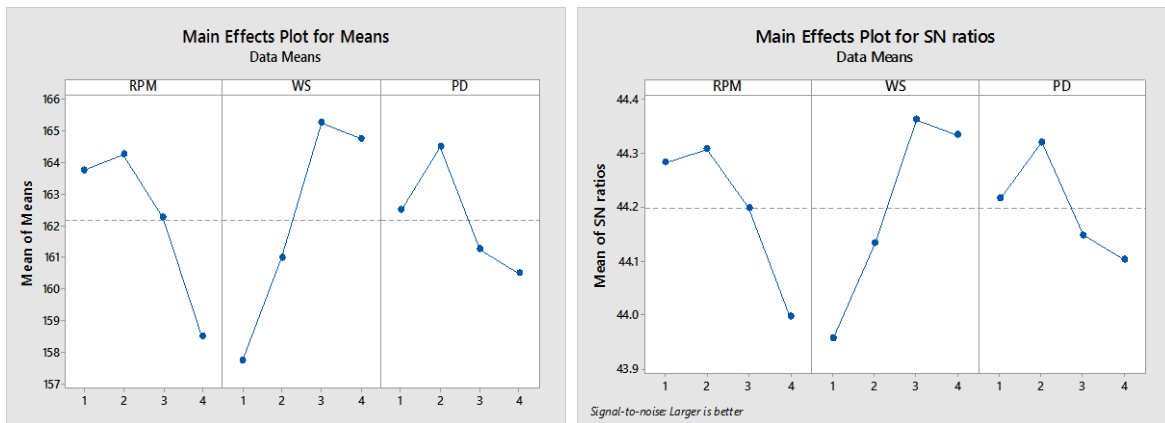 Main Effects Plot for Means
Data Means
RPM WS PD
166
165
164
163
162
161
160
159
158
157
Mean of Means
1 2 3 4 1 2 3 4 1 2 3 4
Main Effects Plot for SN ratios
Data Means
RPM WS PD
44.4
44.3
44.2
44.1
44.0
43.9
Mean of SN ratios
1 2 3 4 1 2 3 4 1 2 3 4
Signal-to-noise: Larger is better